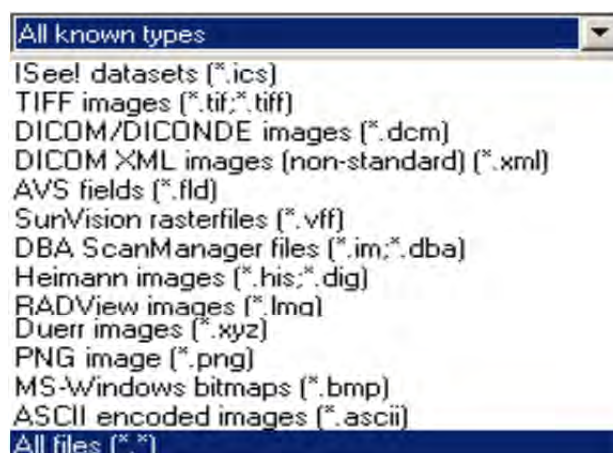 All known types
ISee! datasets (*.ics)
TIFF images (*.tif;*.tiff)
DICOM/DICONDE images (*.dcm)
DICOM XML images (non-standard) (*.xml)
AVS fields (*.fld)
SunVision rasterfiles (*.vff)
DBA ScanManager files (*.im;*.dba)
Heimann images (*.his;*.dig)
RADView images (*.Img)
Duerr images (*.xyz)
PNG image (*.png)
MS-Windows bitmaps (*.bmp)
ASCII encoded images (*.ascii)
All files (*.*)